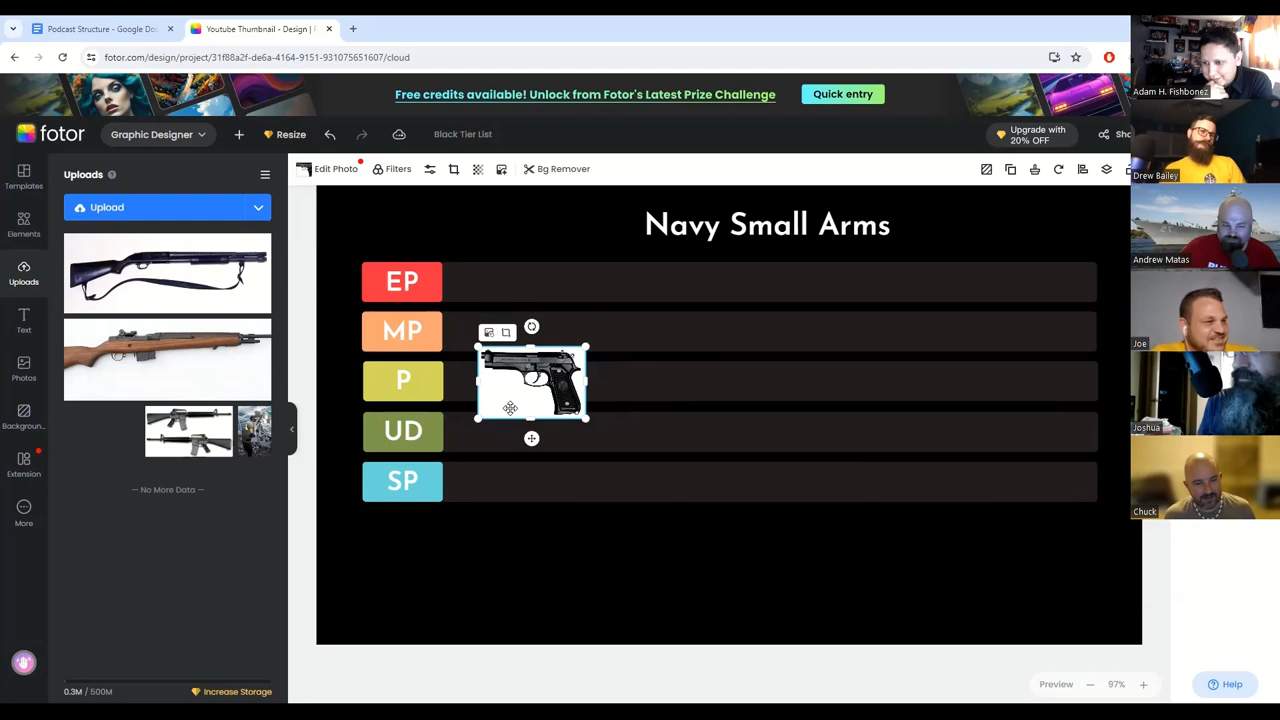 Podcast Structure - Google Do
Youtube Thumbnail - Design | F
fotor.com/design/project/31f88a2f-de6a-4164-9151-931075651607/cloud
Free credits available! Unlock from Fotor's Latest Prize Challenge
Quick entry
fotor
Graphic Designer
Resize
Black Tier List
Upgrade with
20% OFF
Sha
Templates
Elements
Uploads
Text
Photos
Backgroun...
Extension
More
Uploads
Upload
— No More Data —
0.3M / 500M
Increase Storage
Edit Photo
Filters
Bg Remover
Navy Small Arms
EP
MP
P
UD
SP
Preview
97%
Help
Adam H. Fishbonez
Drew Bailey
Andrew Matas
Joe
Joshua
Chuck